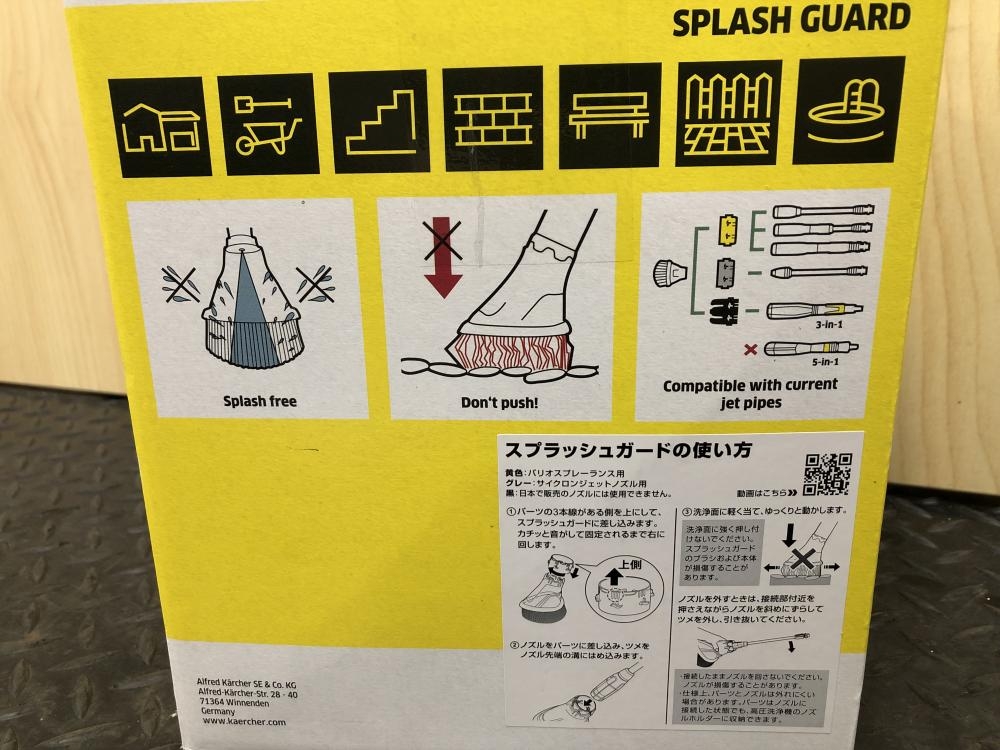 SPLASH GUARD
3-in-1
5-in-1
Splash free
Don't push!
Compatible with current
jet pipes
スプラッシュガードの使い方
黄色：バリオスプレーランス用
グレー：サイクロンジェットノズル用
黒：日本で販売のノズルには使用できません。
動画はこちら》
①パーツの3本線がある側を上にして、
スプラッシュガードに差し込みます。
カチッと音がして固定されるまで右に
回します。
上側
②ノズルをパーツに差し込み、ツメを
ノズル先端の溝にはめ込みます。
③洗浄面に軽く当て、ゆっくりと動かします。
洗浄面に強く押し付
けないでください。
スプラッシュガード
のブラシおよび本体
が損傷することが
あります。
ノズルを外すときは、接続部付近を
押さえながらノズルを斜めにずらして
ツメを外し、引き抜いてください。
・接続したままノズルを回さないでください。
ノズルが損傷することがあります。
・仕様上、パーツとノズルは外れにくい
場合があります。パーツはノズルに
接続した状態でも、高圧洗浄機のノズ
ルホルダーに収納できます。
Alfred Kärcher SE & Co. KG
Alfred-Kärcher-Str. 28 - 40
71364 Winnenden
Germany
www.kaercher.com